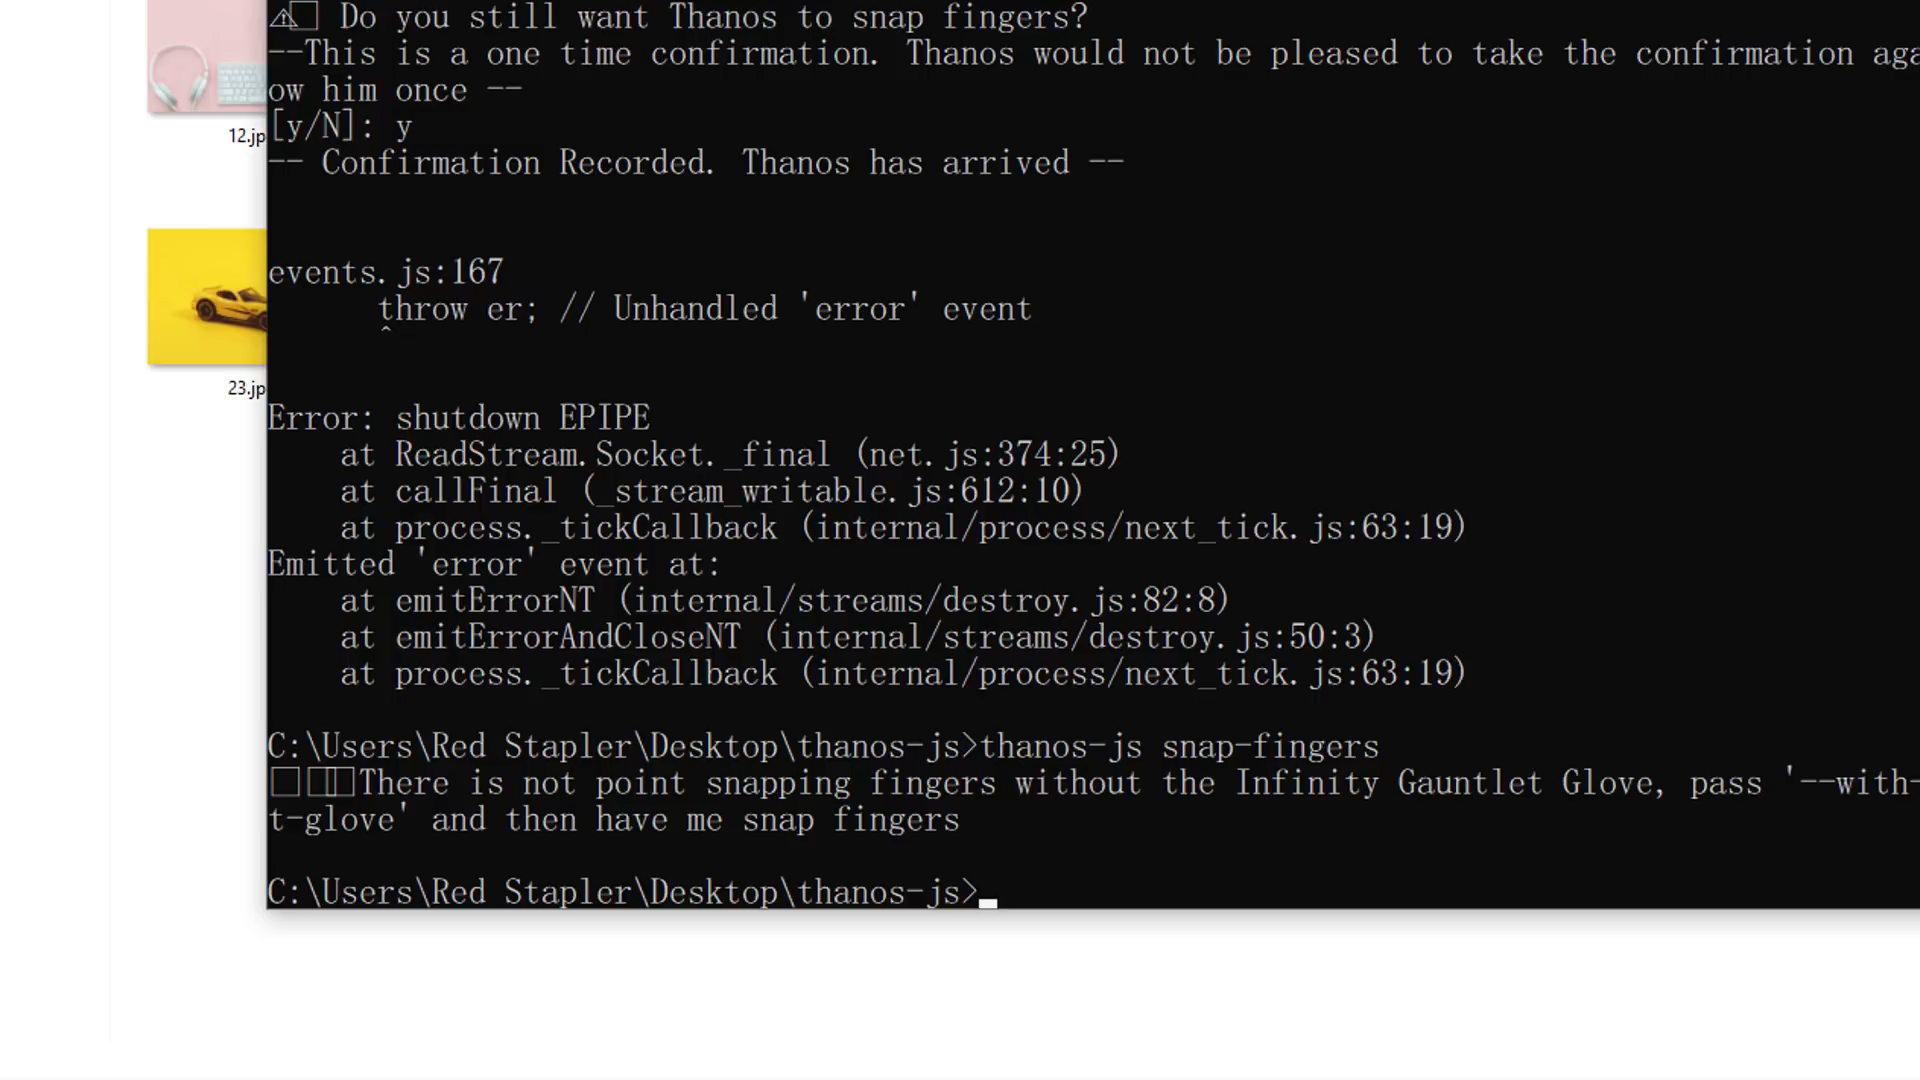 ⚠ Do you still want Thanos to snap fingers?
--This is a one time confirmation. Thanos would not be pleased to take the confirmation
ow him once --
[y/N]: y
-- Confirmation Recorded. Thanos has arrived --
12.jp
events.js:167
throw er; // Unhandled 'error' event
^
23.jp
Error: shutdown EPIPE
at ReadStream.Socket._final (net.js:374:25)
at callFinal (_stream_writable.js:612:10)
at process._tickCallback (internal/process/next_tick.js:63:19)
Emitted 'error' event at:
at emitErrorNT (internal/streams/destroy.js:82:8)
at emitErrorAndCloseNT (internal/streams/destroy.js:50:3)
at process._tickCallback (internal/process/next_tick.js:63:19)
C:\Users\Red Stapler\Desktop\thanos-js>thanos-js snap-fingers
There is not point snapping fingers without the Infinity Gauntlet Glove, pass '--with-
t-glove' and then have me snap fingers
C:\Users\Red Stapler\Desktop\thanos-js>